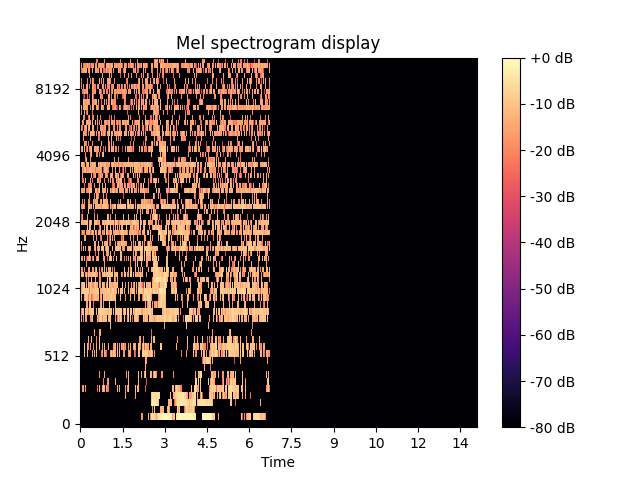 Mel spectrogram display
Hz
8192
4096
2048
1024
512
0
0 1.5 3 4.5 6 7.5 9 10 12 14
Time
+0 dB
-10 dB
-20 dB
-30 dB
-40 dB
-50 dB
-60 dB
-70 dB
-80 dB